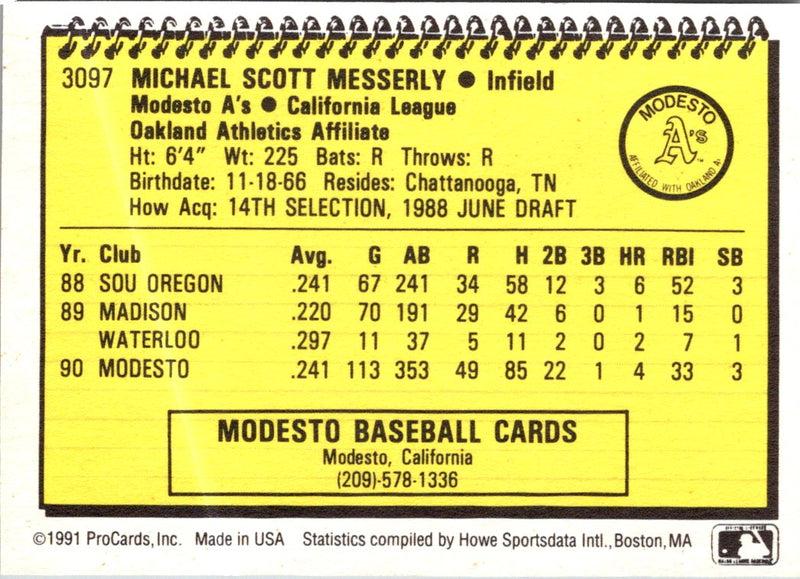 3097 MICHAEL SCOTT MESSERLY ● Infield
Modesto A's ● California League
Oakland Athletics Affiliate
Ht: 6'4" Wt: 225 Bats: R Throws: R
Birthdate: 11-18-66 Resides: Chattanooga, TN
How Acq: 14TH SELECTION, 1988 JUNE DRAFT
MODESTO
A's
AFFILIATED WITH OAKLAND A's
Yr. Club Avg. G AB R H 2B 3B HR RBI SB
88 SOU OREGON .241 67 241 34 58 12 3 6 52 3
89 MADISON .220 70 191 29 42 6 0 1 15 0
WATERLOO .297 11 37 5 11 2 0 2 7 1
90 MODESTO .241 113 353 49 85 22 1 4 33 3
MODESTO BASEBALL CARDS
Modesto, California
(209)-578-1336
©1991 ProCards, Inc. Made in USA Statistics compiled by Howe Sportsdata Intl., Boston, MA